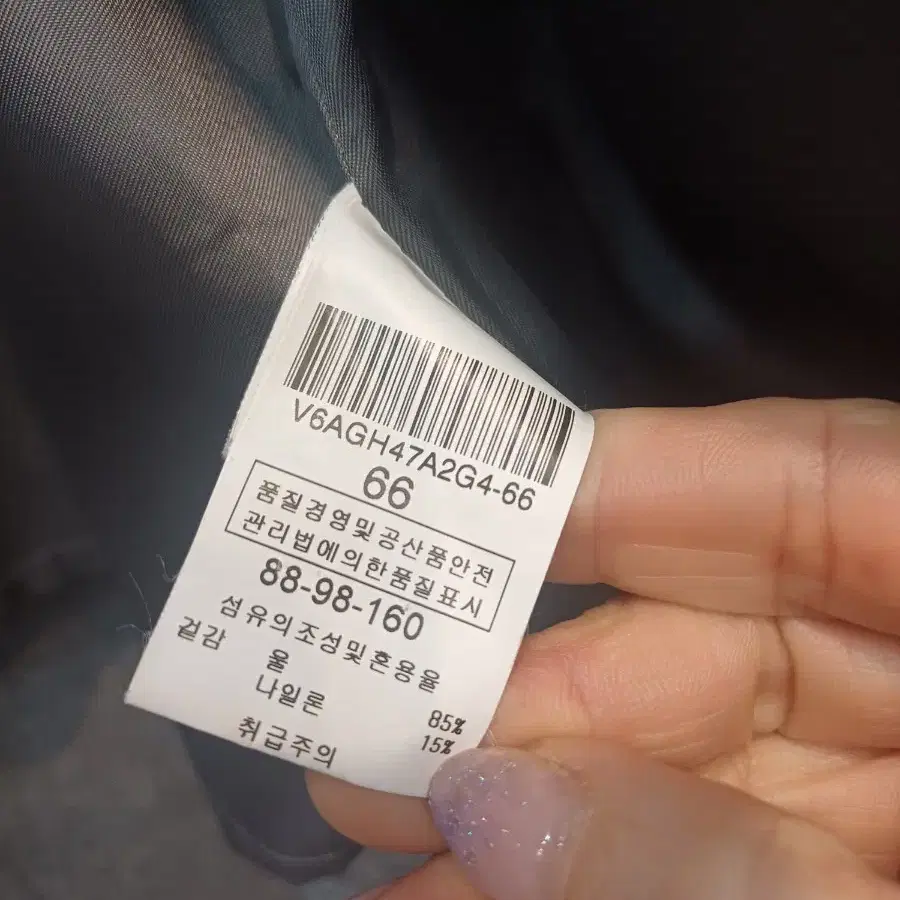 V6AGH47A2G4-66
66
품질경영및공산품안전
관리법에의한품질표시
88-98-160
섬유의조성및혼용율
겉감
울 85%
나일론 15%
취급주의